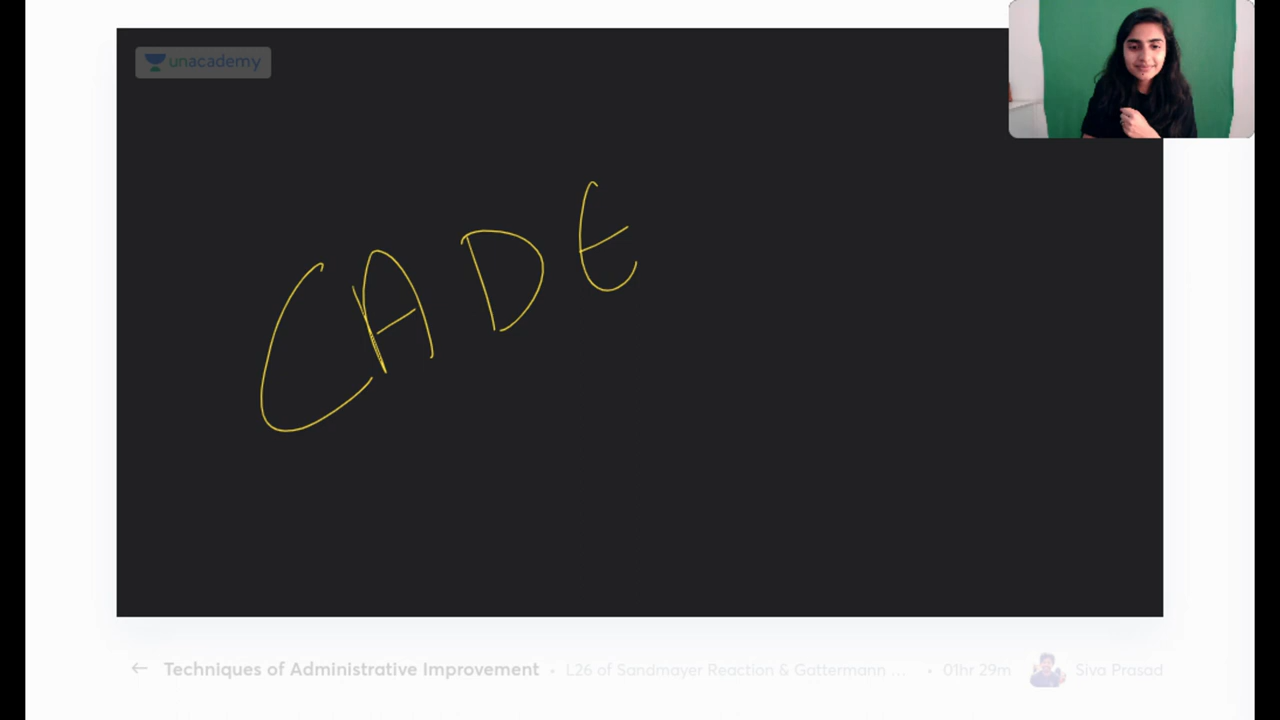 unacademy
CADE
← Techniques of Administrative Improvement • L26 of Sandmayer Reaction & Gattermann ... • 01hr 29m Siva Prasad